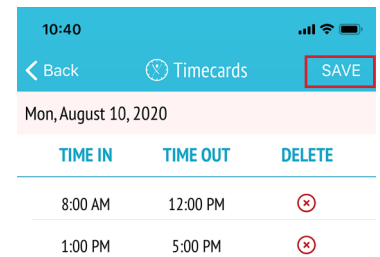 10:40
Back Timecards SAVE
Mon, August 10, 2020
TIME IN TIME OUT DELETE
8:00 AM 12:00 PM
1:00 PM 5:00 PM